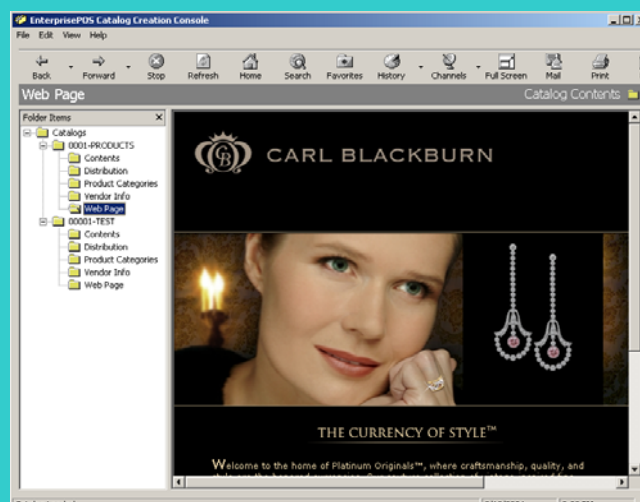 EnterprisePOS Catalog Creation Console
File Edit View Help
Back Forward Stop Refresh Home Search Favorites History Channels Full Screen Mail Print
Web Page Catalog Contents
Folder Items
Catalogs
0001-PRODUCTS
Contents
Distribution
Product Categories
Vendor Info
Web Page
00001-TEST
Contents
Distribution
Product Categories
Vendor Info
Web Page
CB
CARL BLACKBURN
THE CURRENCY OF STYLE™
Welcome to the home of Platinum Originals™, where craftsmanship, quality, and